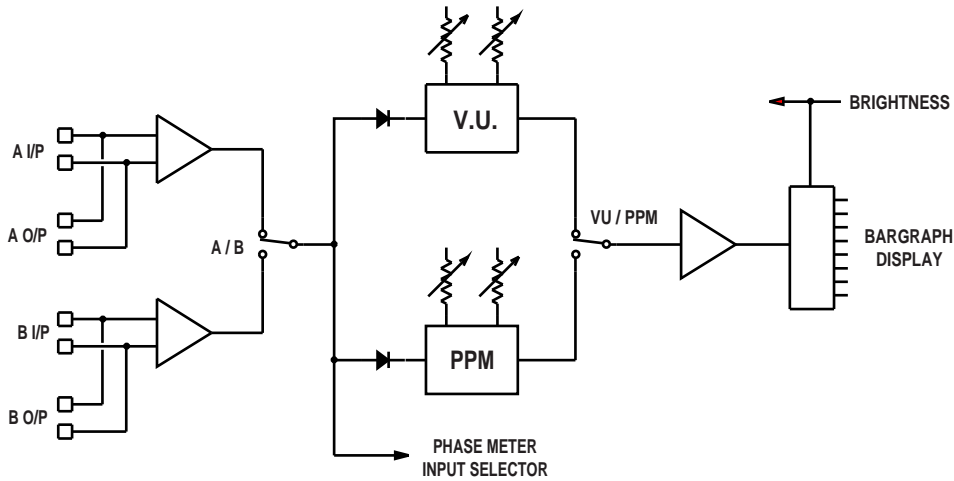 V.U.
BRIGHTNESS
A I/P
A O/P
A / B
VU / PPM
BARGRAPH
DISPLAY
B I/P
PPM
B O/P
PHASE METER
INPUT SELECTOR